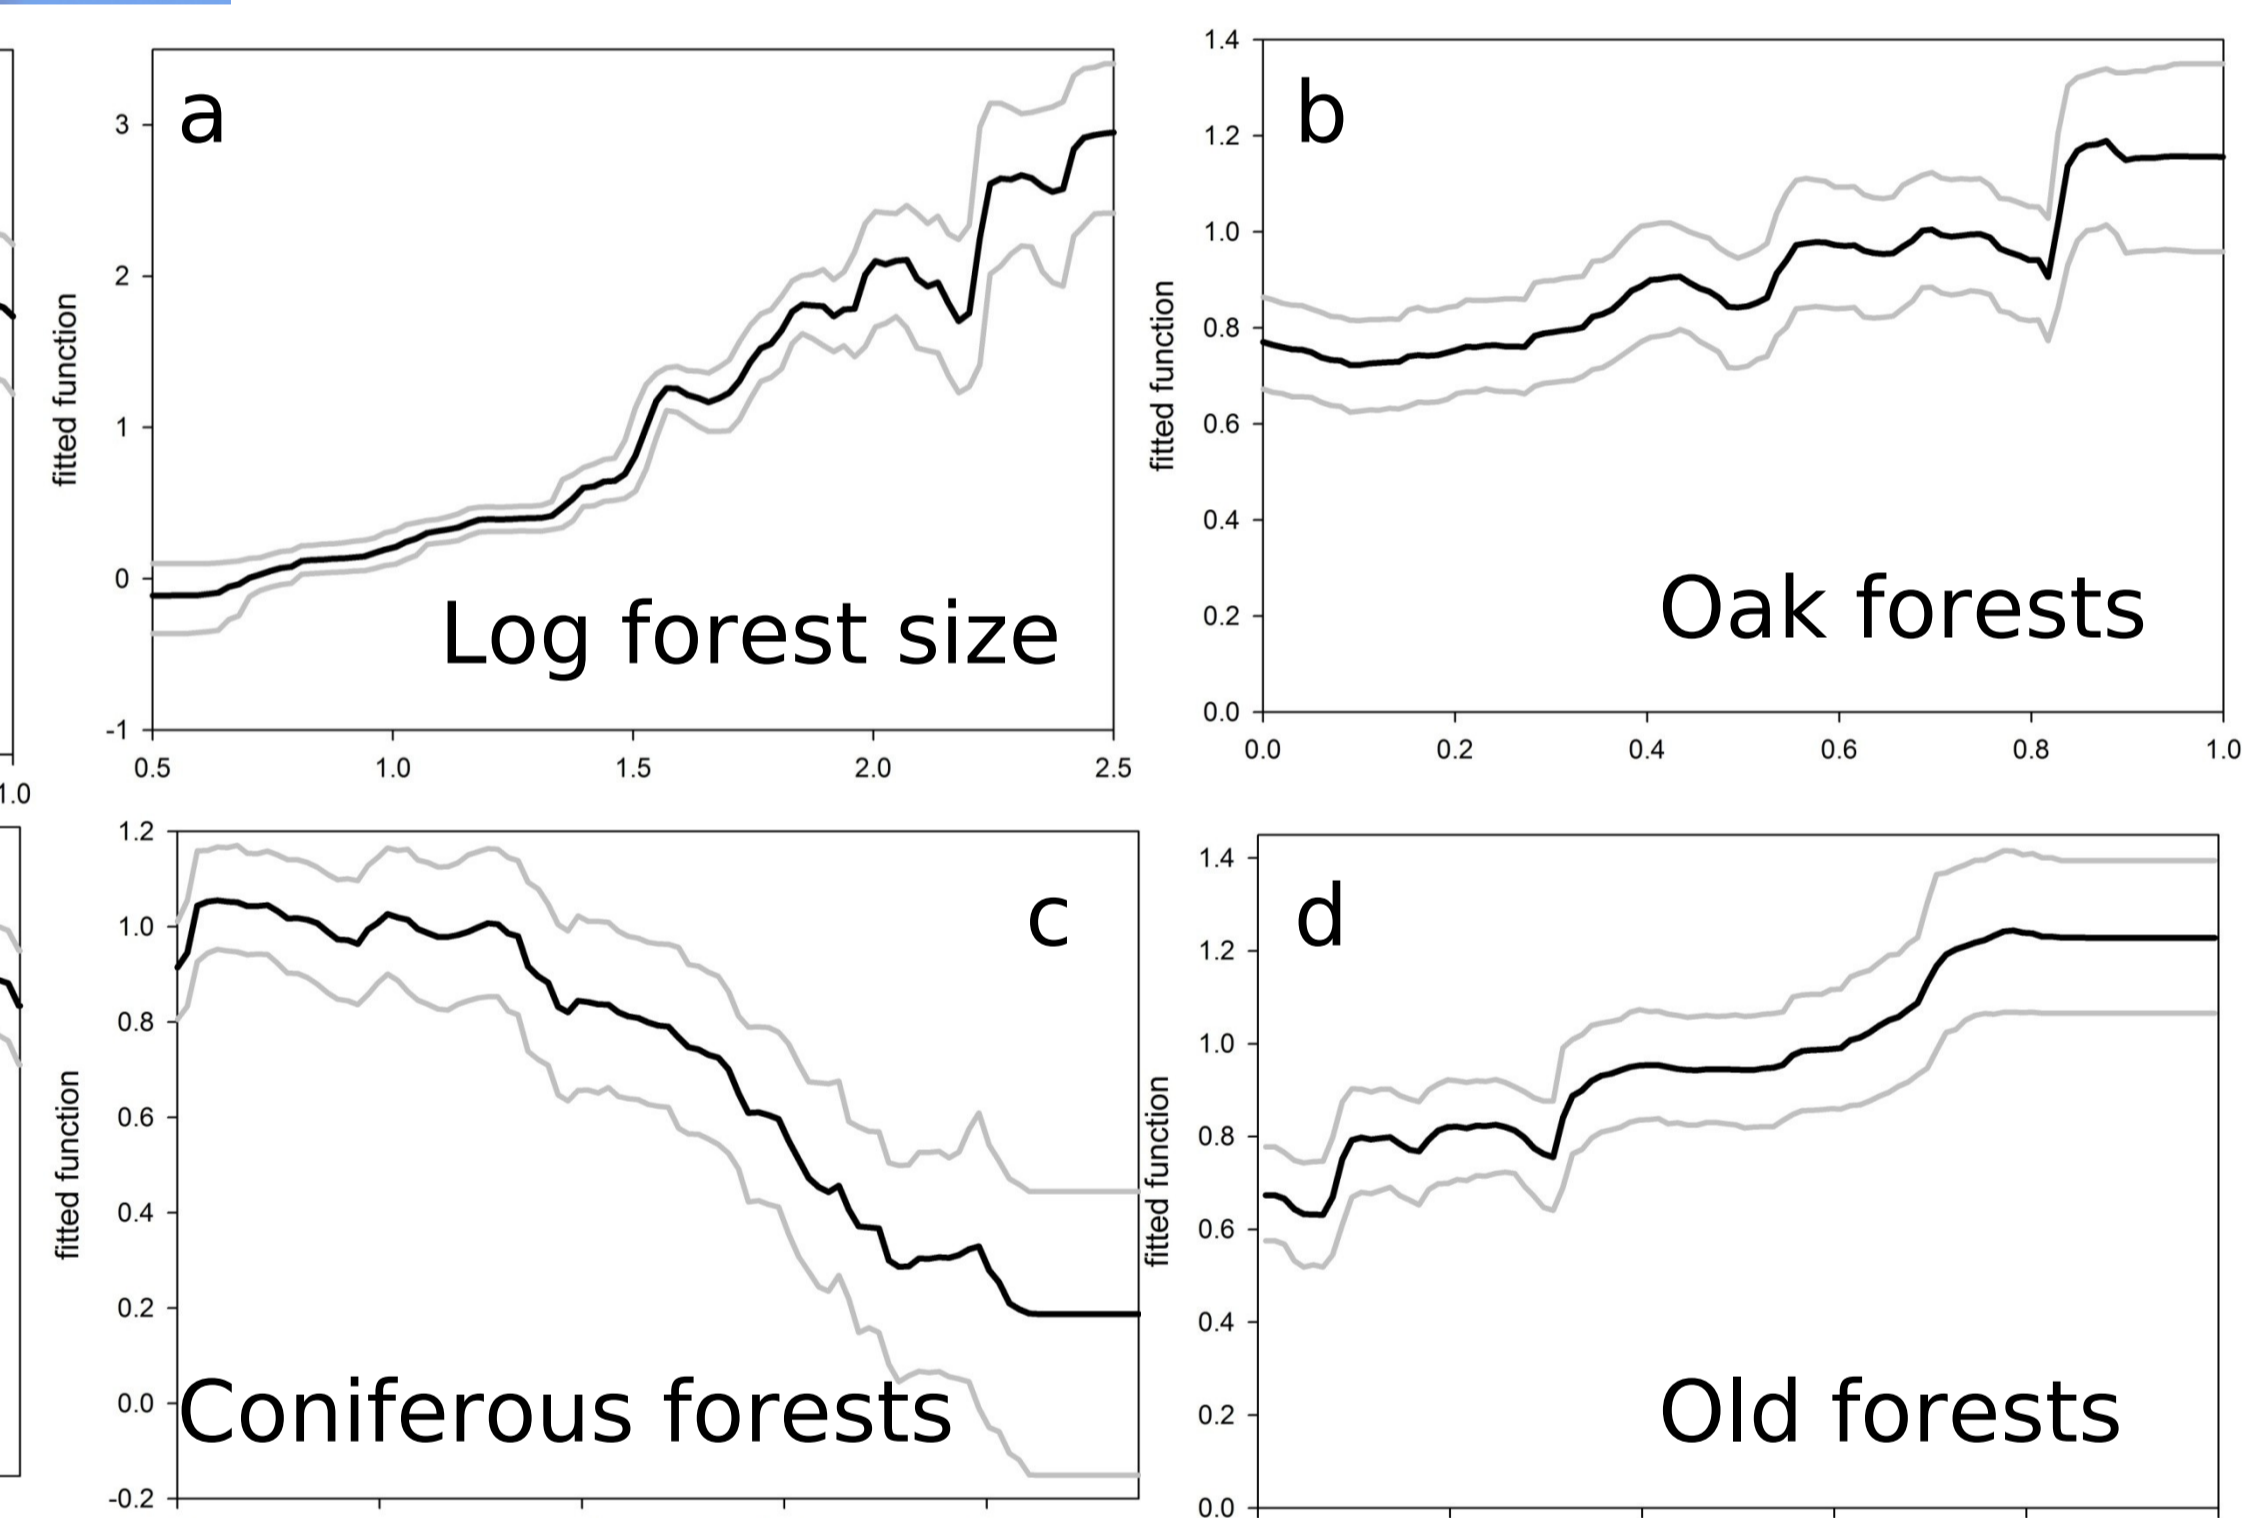 a
3
2
1
0
-1
fitted function
Log forest size
0.5 1.0 1.5 2.0 2.5
b
1.4
1.2
1.0
0.8
0.6
0.4
0.2
0.0
fitted function
Oak forests
0.0 0.2 0.4 0.6 0.8 1.0
1.0
c
1.2
1.0
0.8
0.6
0.4
0.2
0.0
-0.2
fitted function
Coniferous forests
d
1.4
1.2
1.0
0.8
0.6
0.4
0.2
0.0
fitted function
Old forests